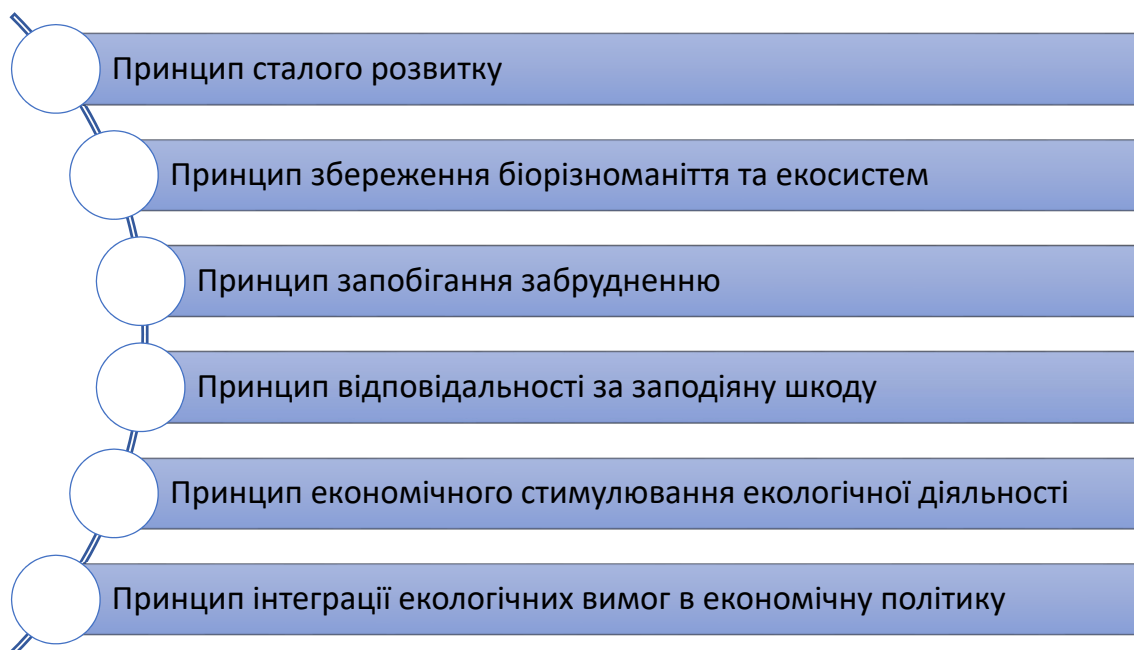 Принцип сталого розвитку
Принцип збереження біорізноманіття та екосистем
Принцип запобігання забрудненню
Принцип відповідальності за заподіяну шкоду
Принцип економічного стимулювання екологічної діяльності
Принцип інтеграції екологічних вимог в економічну політику